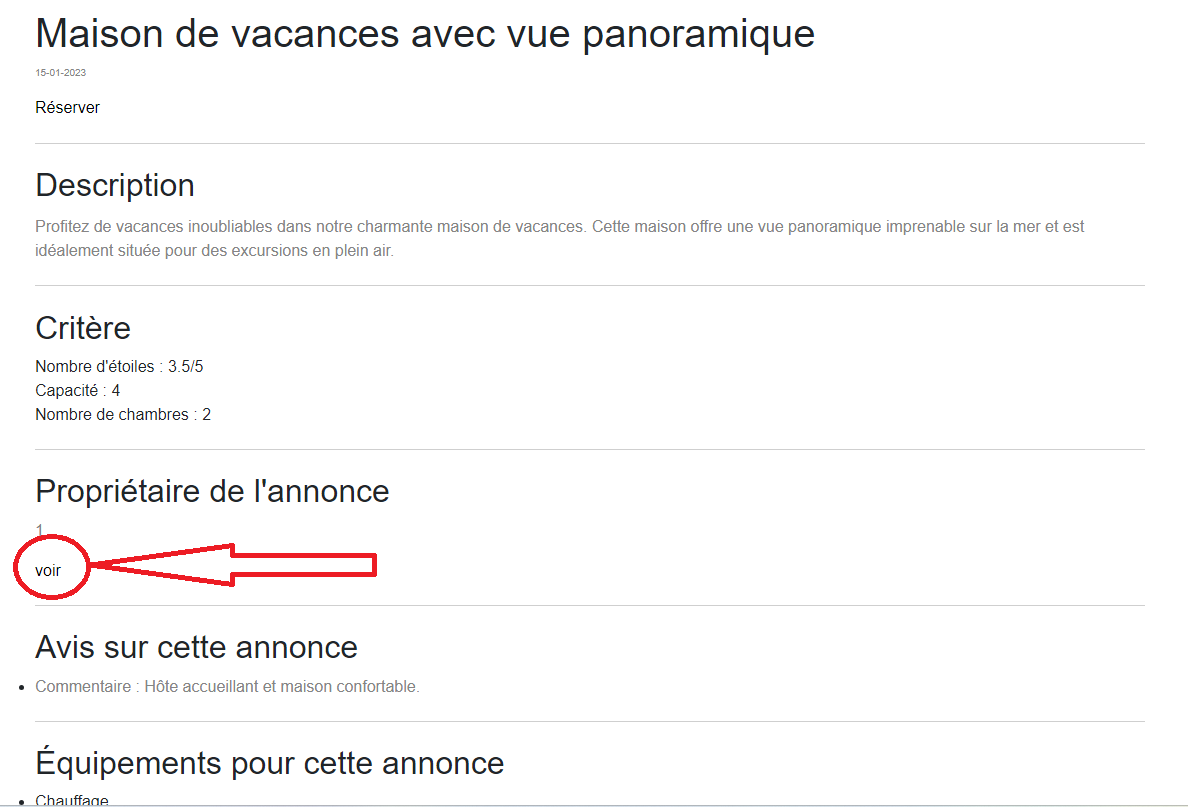 Maison de vacances avec vue panoramique
15-01-2023
Réserver
Description
Profitez de vacances inoubliables dans notre charmante maison de vacances. Cette maison offre une vue panoramique imprenable sur la mer et est
idéalement située pour des excursions en plein air.
Critère
Nombre d'étoiles : 3.5/5
Capacité : 4
Nombre de chambres : 2
Propriétaire de l'annonce
1
voir
Avis sur cette annonce
Commentaire : Hôte accueillant et maison confortable.
Équipements pour cette annonce
Chauffage